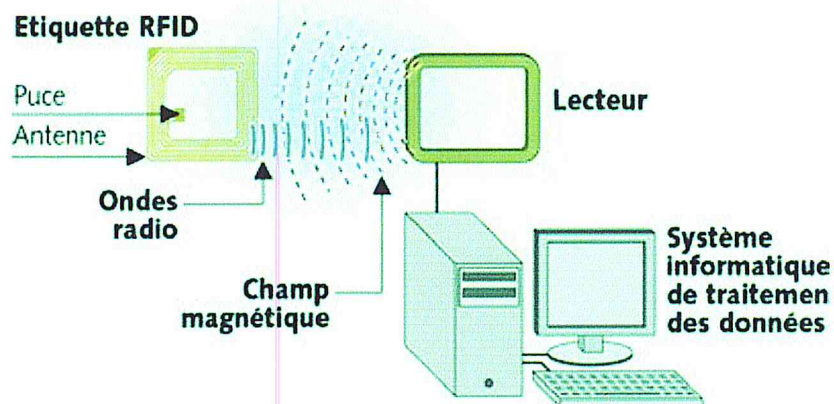 Etiquette RFID
Puce
Antenne
Lecteur
Ondes
radio
Champ
magnétique
Système
informatique
de traitemen
des données